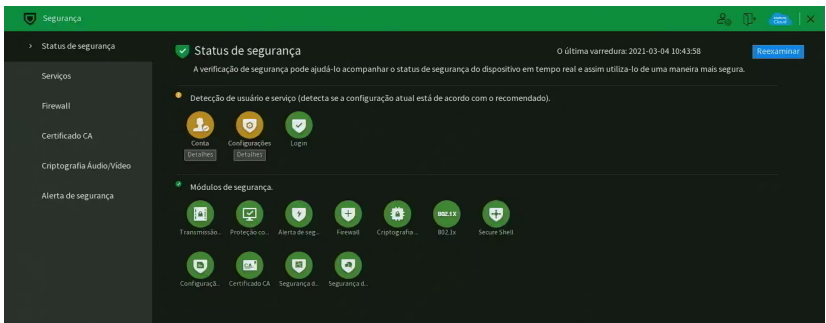 Segurança
Status de segurança
Serviços
Firewall
Certificado CA
Criptografia Áudio/Vídeo
Alerta de segurança
Status de segurança
O última varredura: 2021-03-04 10:43:58
Reexaminar
A verificação de segurança pode ajudá-lo acompanhar o status de segurança do dispositivo em tempo real e assim utiliza-lo de uma maneira mais segura.
Detecção de usuário e serviço (detecta se a configuração atual está de acordo com o recomendado).
Conta Configurações Login
Detalhes Detalhes
Módulos de segurança.
802.1X
Transmissão... Proteção co... Alerta de seg... Firewall Criptografia ... 802.1x Secure Shell
CA
Configuraçã... Certificado CA Segurança d... Segurança d...